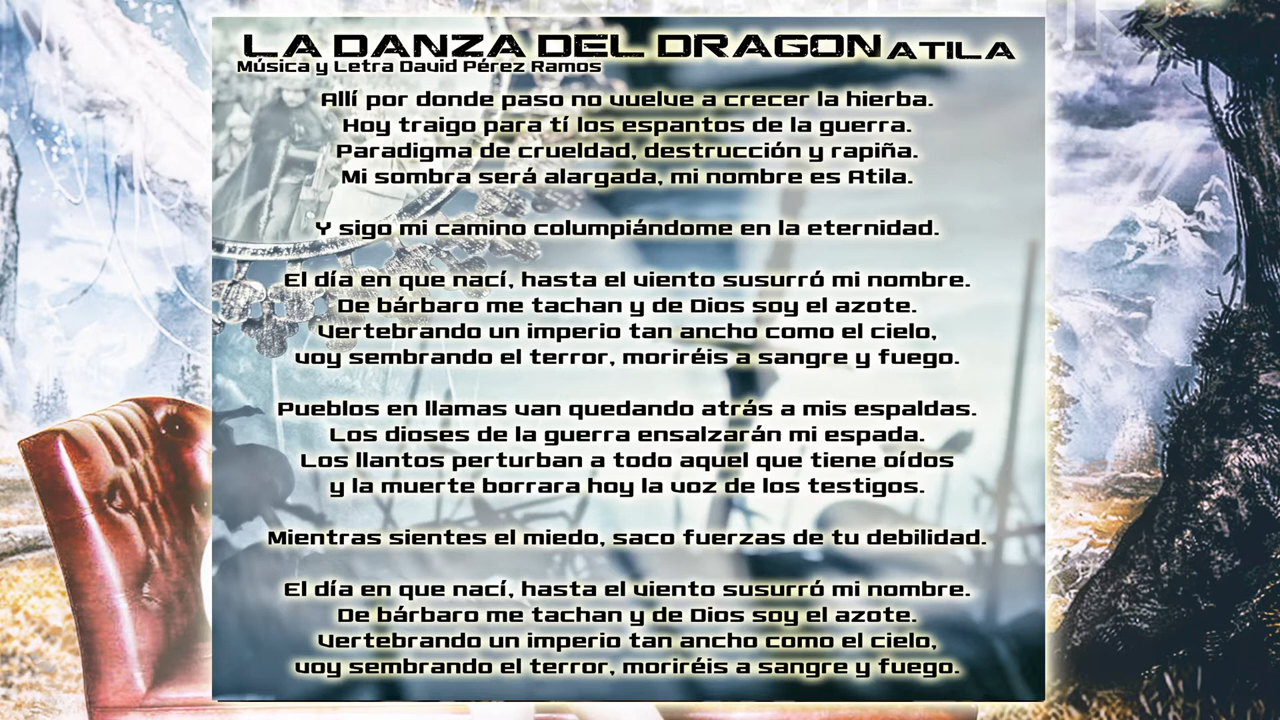 LA DANZA DEL DRAGON ATILA
Música y Letra David Pérez Ramos
Allí por donde paso no vuelve a crecer la hierba.
Hoy traigo para tí los espantos de la guerra.
Paradigma de crueldad, destrucción y rapiña.
Mi sombra será alargada, mi nombre es Atila.
Y sigo mi camino columpiándome en la eternidad.
El día en que nací, hasta el viento susurró mi nombre.
De bárbaro me tachan y de Dios soy el azote.
Vertebrando un imperio tan ancho como el cielo,
voy sembrando el terror, moriréis a sangre y fuego.
Pueblos en llamas van quedando atrás a mis espaldas.
Los dioses de la guerra ensalzarán mi espada.
Los llantos perturban a todo aquel que tiene oídos
y la muerte borrara hoy la voz de los testigos.
Mientras sientes el miedo, saco fuerzas de tu debilidad.
El día en que nací, hasta el viento susurró mi nombre.
De bárbaro me tachan y de Dios soy el azote.
Vertebrando un imperio tan ancho como el cielo,
voy sembrando el terror, moriréis a sangre y fuego.